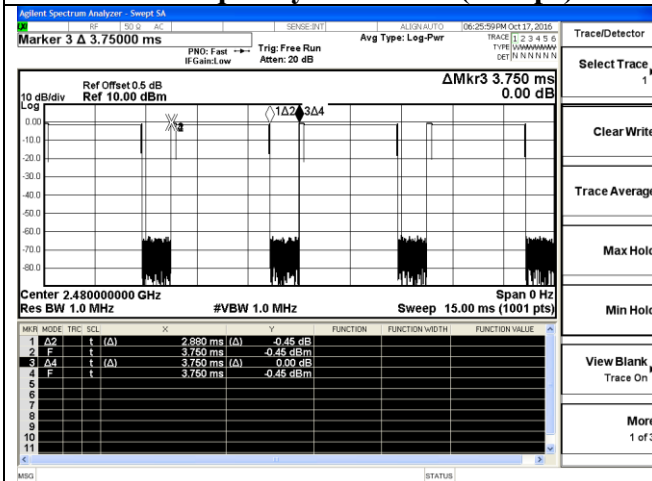 Agilent Spectrum Analyzer - Swept SA
RF 50 Ω AC SENSE:INT ALIGN AUTO 06:25:59 PM Oct 17, 2016
Marker 3 Δ 3.75000 ms
PNO: Fast Trig: Free Run
IFGain:Low Atten: 20 dB
Avg Type: Log-Pwr
TRACE 1 2 3 4 5 6
TYPE
DET N N N N N N
Trace/Detector
Select Trace
1
Clear Write
Trace Average
Max Hold
Min Hold
View Blank
Trace On
More
1 of 3
Ref Offset 0.5 dB
10 dB/div Ref 10.00 dBm
Log
ΔMkr3 3.750 ms
0.00 dB
1Δ2 3Δ4
0.00
-20.0
-30.0
-40.0
-50.0
-60.0
-70.0
-80.0
Center 2.480000000 GHz Span 0 Hz
Res BW 1.0 MHz #VBW 1.0 MHz Sweep 15.00 ms (1001 pts)
MKR MODE TRC SCL X Y FUNCTION FUNCTION WIDTH FUNCTION VALUE
1 Δ2 t (Δ) 2.880 ms (Δ) -0.45 dB
2 F t 3.750 ms -0.45 dBm
3 Δ4 t (Δ) 3.750 ms (Δ) 0.00 dB
4 F t 3.750 ms -0.45 dBm
5
6
7
8
9
10
11
MSG STATUS